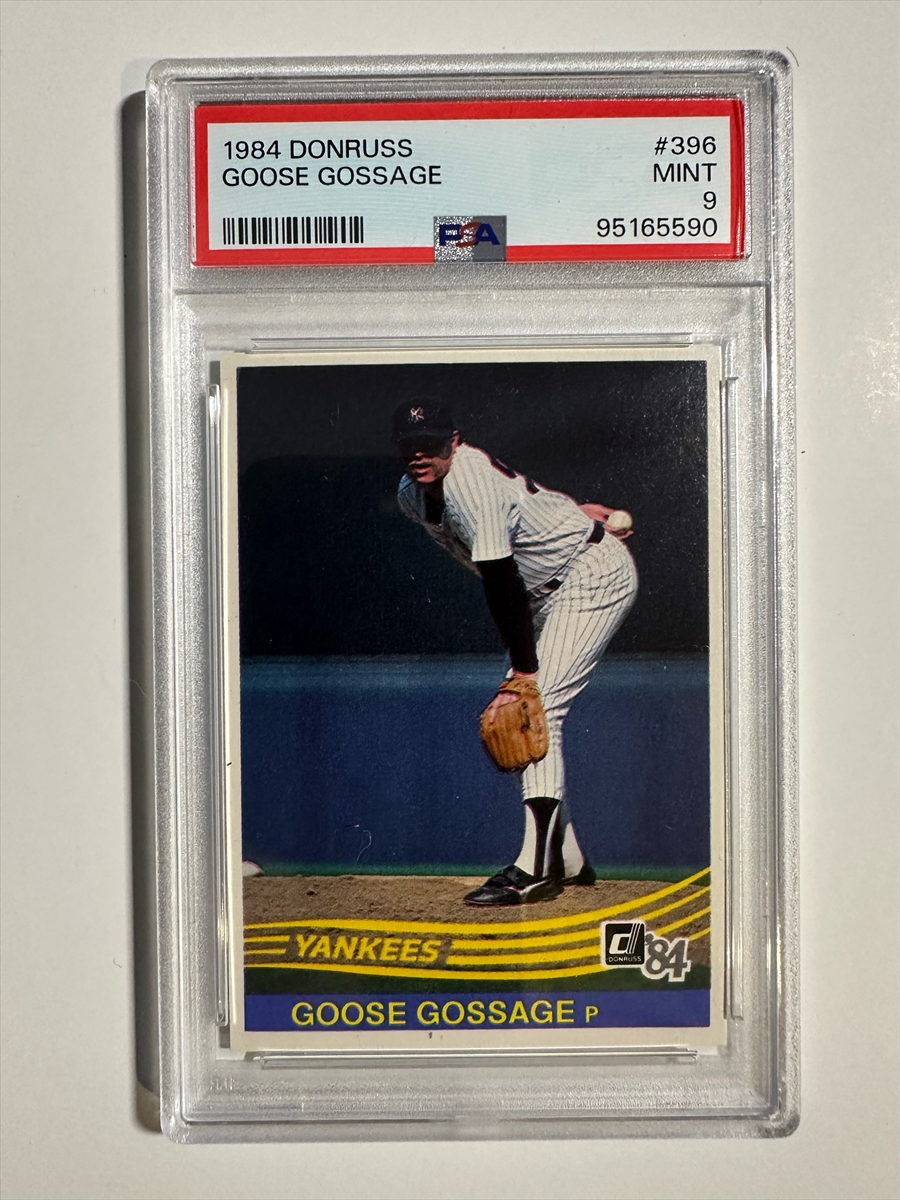 1984 DONRUSS #396
GOOSE GOSSAGE MINT
9
95165590
PSA
YANKEES
DONRUSS '84
GOOSE GOSSAGE P